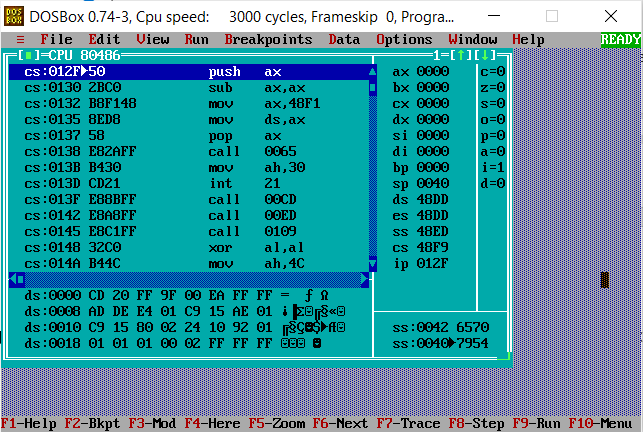 DOSBox 0.74-3, Cpu speed: 3000 cycles, Frameskip 0, Progra...
≡ File Edit View Run Breakpoints Data Options Window Help READY
[■]-CPU 80486 1-[↑][↓]
cs:012F▶50 push ax ax 0000 c=0
cs:0130 2BC0 sub ax,ax bx 0000 z=0
cs:0132 B8F148 mov ax,48F1 cx 0000 s=0
cs:0135 8ED8 mov ds,ax dx 0000 o=0
cs:0137 58 pop ax si 0000 p=0
cs:0138 E82AFF call 0065 di 0000 a=0
cs:013B B430 mov ah,30 bp 0000 i=1
cs:013D CD21 int 21 sp 0040 d=0
cs:013F E88BFF call 00CD ds 48DD
cs:0142 E8A8FF call 00ED es 48DD
cs:0145 E8C1FF call 0109 ss 48ED
cs:0148 32C0 xor al,al cs 48F9
cs:014A B44C mov ah,4C ip 012F
ds:0000 CD 20 FF 9F 00 EA FF FF = ƒ Ω
ds:0008 AD DE E4 01 C9 15 AE 01
ds:0010 C9 15 80 02 24 10 92 01 ss:0042 6570
ds:0018 01 01 01 00 02 FF FF FF ss:0040▶7954
F1-Help F2-Bkpt F3-Mod F4-Here F5-Zoom F6-Next F7-Trace F8-Step F9-Run F10-Menu